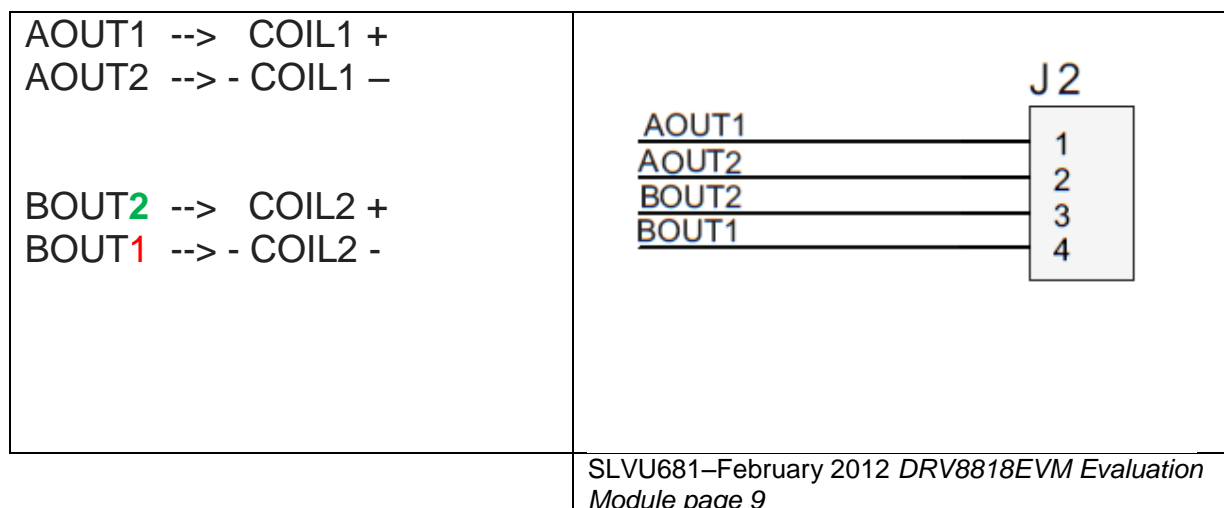 AOUT1 --> COIL1 +
AOUT2 --> - COIL1 –
BOUT2 --> COIL2 +
BOUT1 --> - COIL2 -
J2
AOUT1
1
AOUT2
2
BOUT2
3
BOUT1
4
SLVU681–February 2012 DRV8818EVM Evaluation
Module page 9